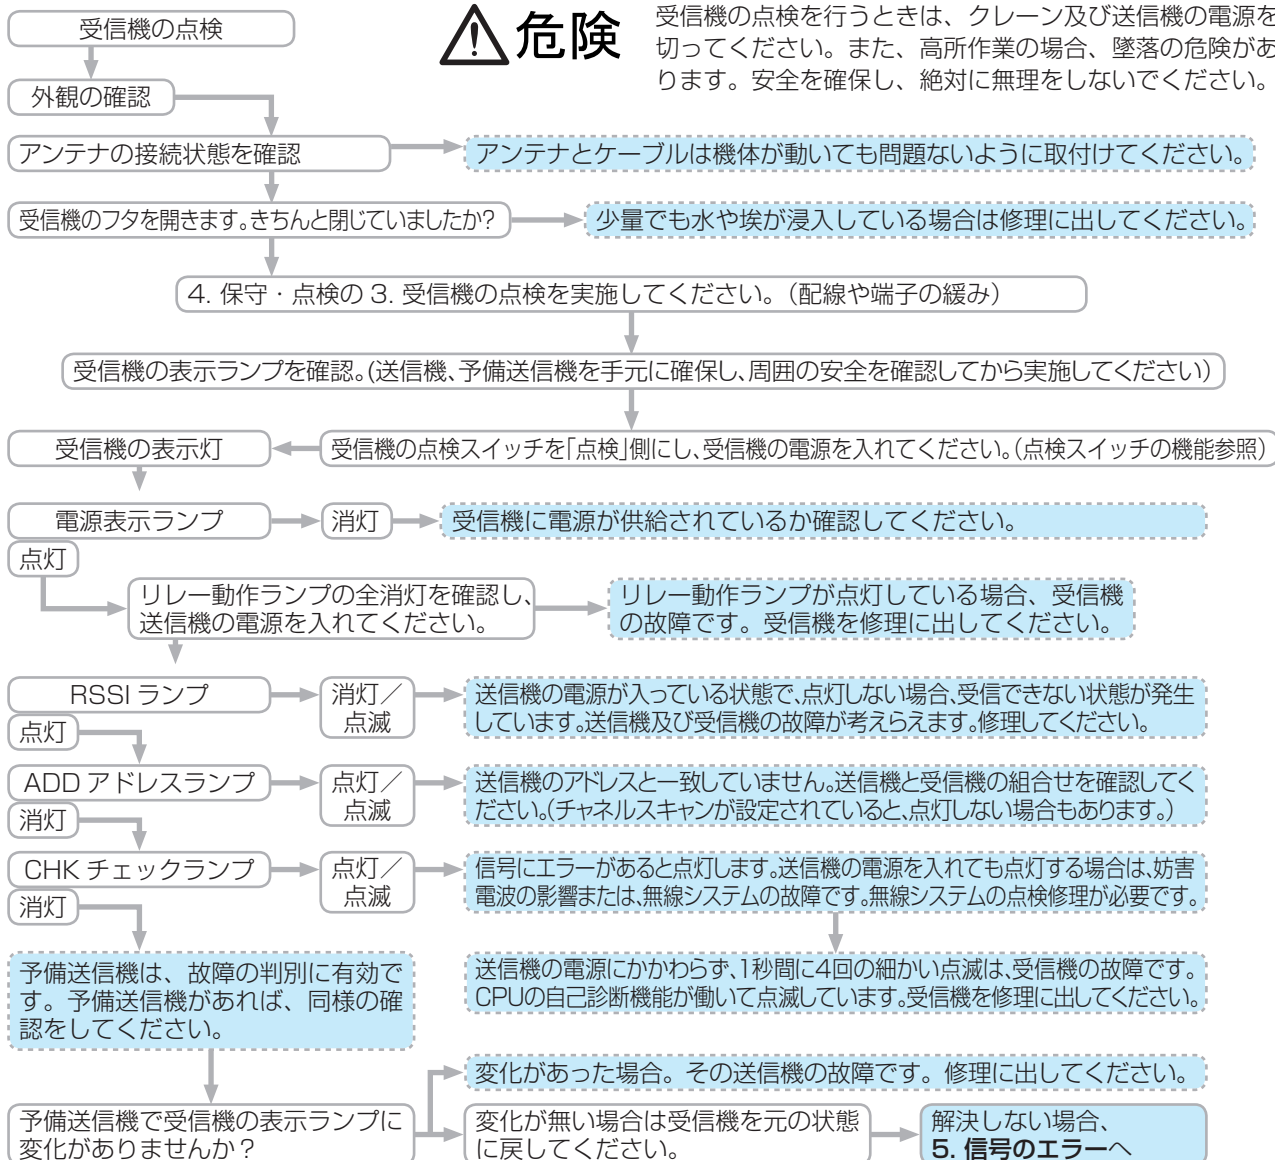 受信機の点検
危険
受信機の点検を行うときは、クレーン及び送信機の電源を
切ってください。また、高所作業の場合、墜落の危険があ
ります。安全を確保し、絶対に無理をしないでください。
外観の確認
アンテナの接続状態を確認
アンテナとケーブルは機体が動いても問題ないように取付けてください。
受信機のフタを開きます。きちんと閉じていましたか?
少量でも水や埃が浸入している場合は修理に出してください。
4. 保守・点検の 3. 受信機の点検を実施してください。(配線や端子の緩み)
受信機の表示ランプを確認。(送信機、予備送信機を手元に確保し、周囲の安全を確認してから実施してください)
受信機の表示灯
受信機の点検スイッチを「点検」側にし、受信機の電源を入れてください。(点検スイッチの機能参照)
電源表示ランプ
消灯
受信機に電源が供給されているか確認してください。
点灯
リレー動作ランプの全消灯を確認し、
送信機の電源を入れてください。
リレー動作ランプが点灯している場合、受信機
の故障です。受信機を修理に出してください。
RSSI ランプ
消灯/
点滅
送信機の電源が入っている状態で、点灯しない場合、受信できない状態が発生
しています。送信機及び受信機の故障が考えらえます。修理してください。
点灯
ADD アドレスランプ
点灯/
点滅
送信機のアドレスと一致していません。送信機と受信機の組合せを確認してく
ださい。(チャネルスキャンが設定されていると、点灯しない場合もあります。)
消灯
CHK チェックランプ
点灯/
点滅
信号にエラーがあると点灯します。送信機の電源を入れても点灯する場合は、妨害
電波の影響または、無線システムの故障です。無線システムの点検修理が必要です。
消灯
予備送信機は、故障の判別に有効で
す。予備送信機があれば、同様の確
認をしてください。
送信機の電源にかかわらず、1秒間に4回の細かい点滅は、受信機の故障です。
CPUの自己診断機能が働いて点滅しています。受信機を修理に出してください。
変化があった場合。その送信機の故障です。修理に出してください。
予備送信機で受信機の表示ランプに
変化がありませんか?
変化が無い場合は受信機を元の状態
に戻してください。
解決しない場合、
5. 信号のエラーへ